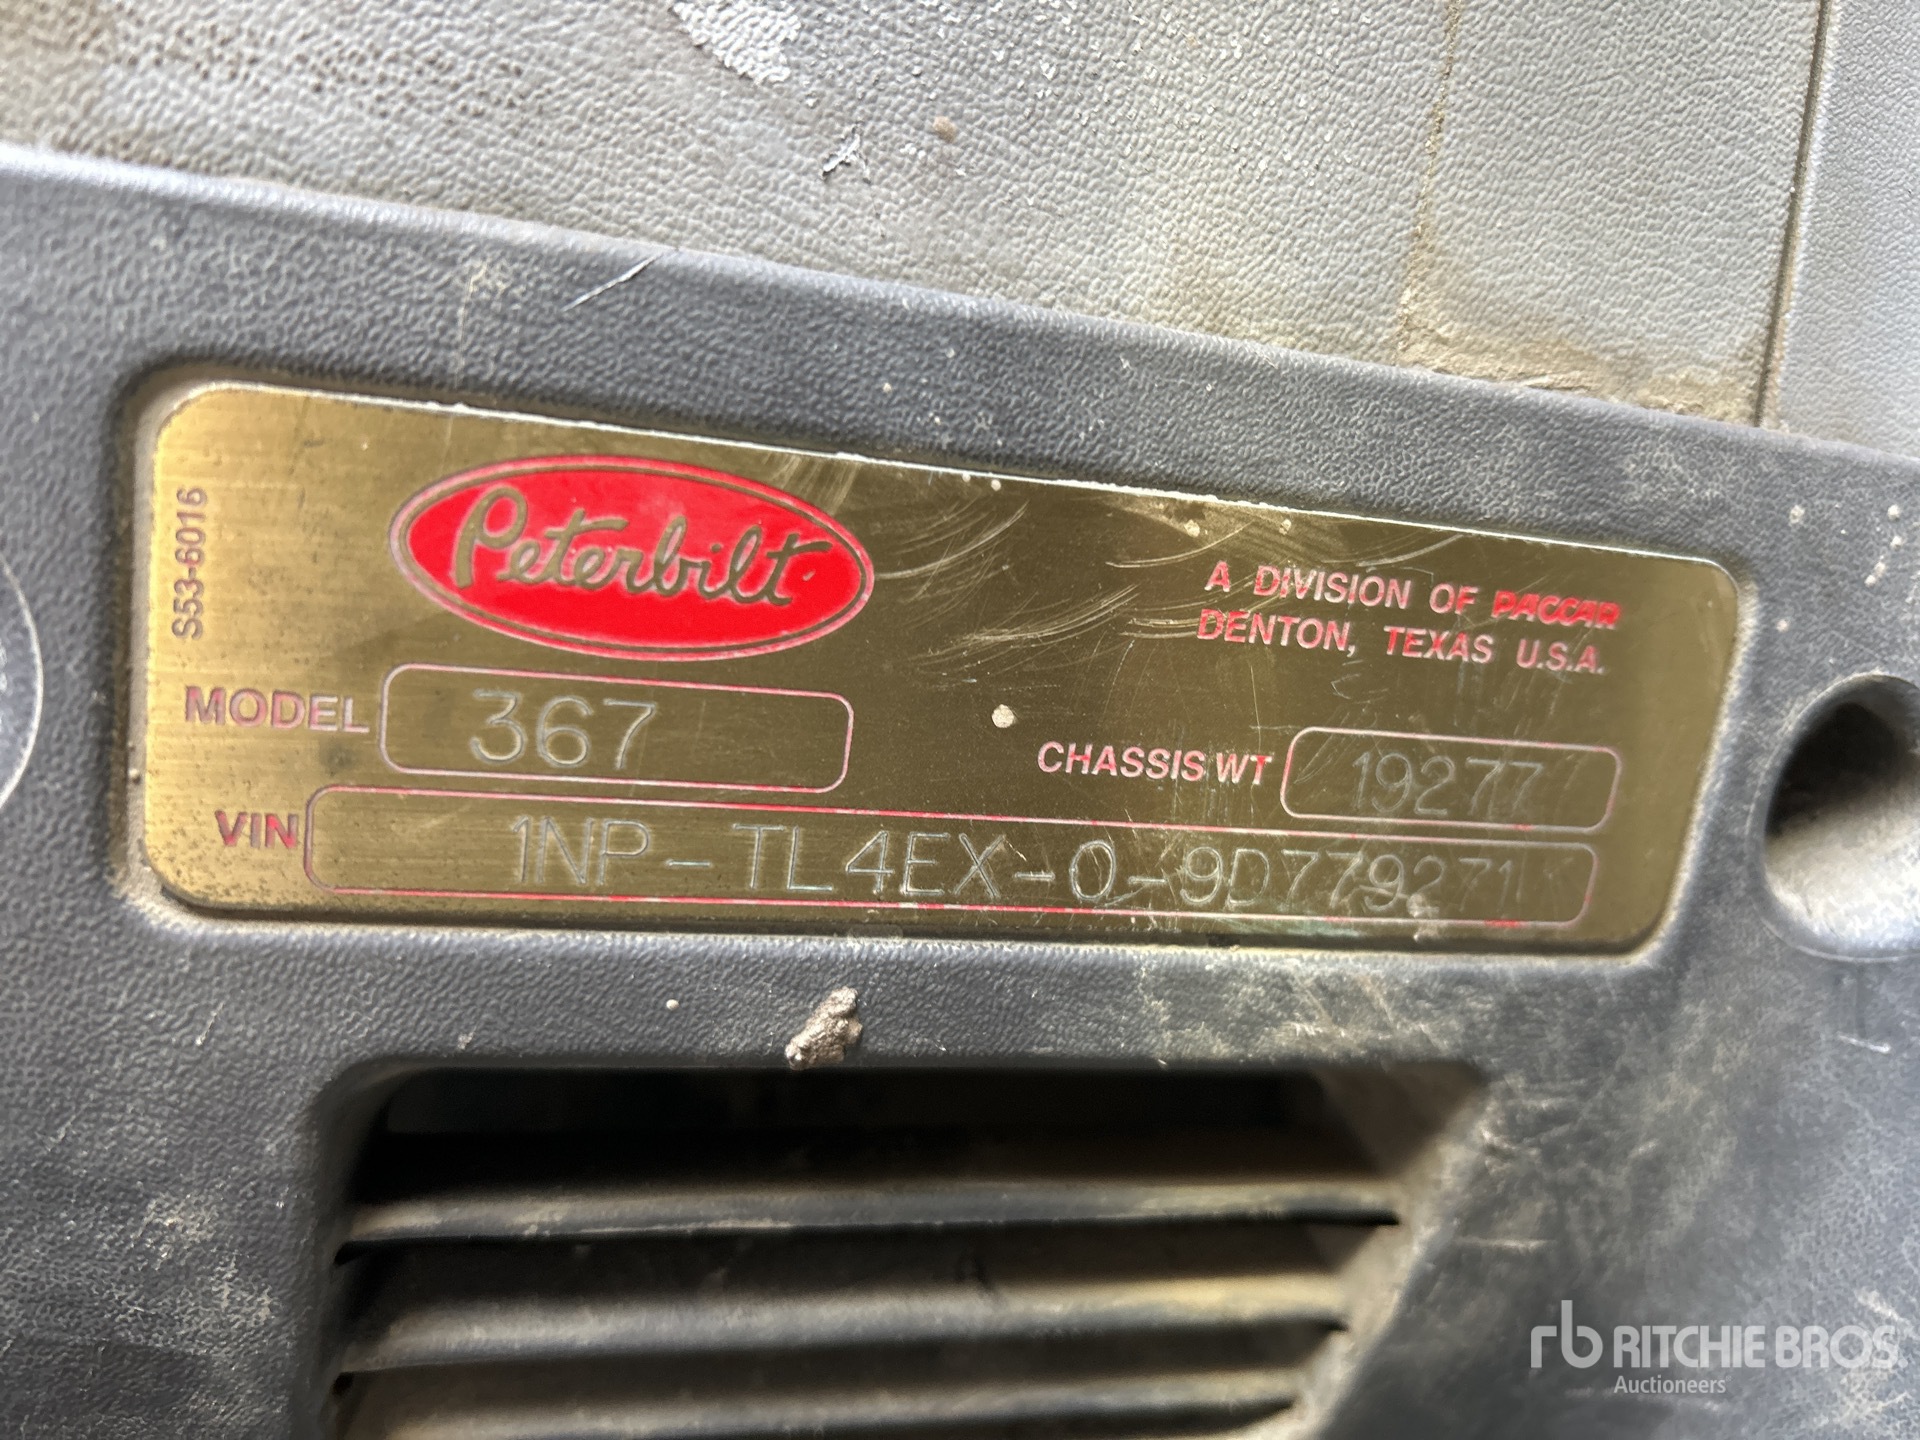 S53-6016
Peterbilt
A DIVISION OF PACCAR
DENTON, TEXAS U.S.A.
MODEL 367
CHASSIS WT 19277
VIN 1NP-TL4EX-0-9D779271
rb RITCHIE BROS.
Auctioneers